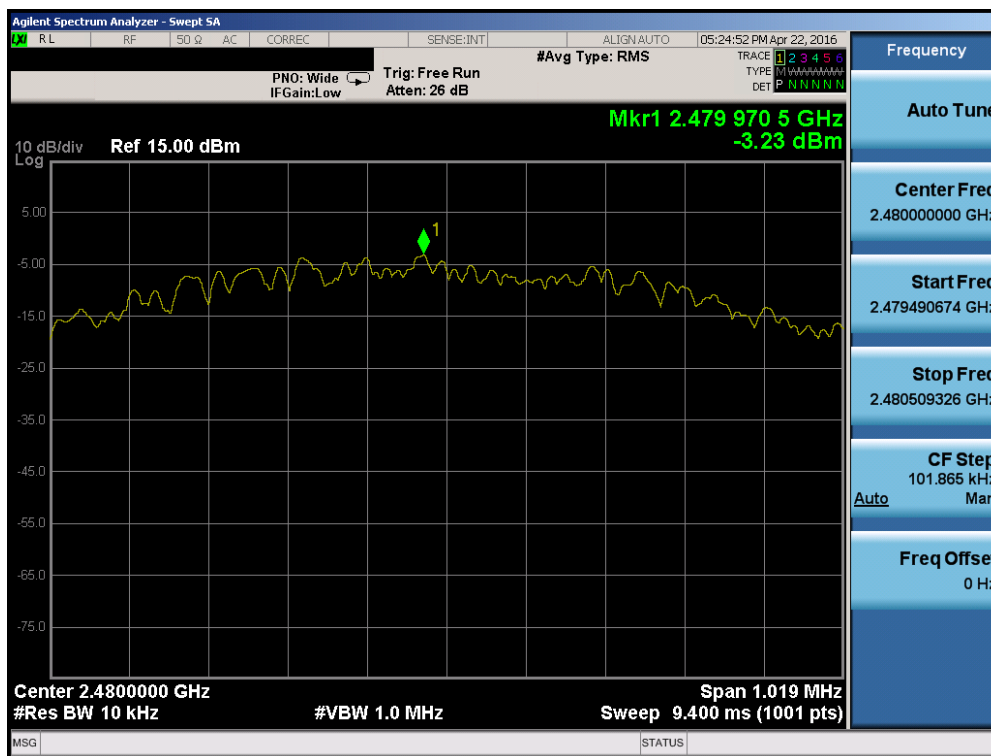 Agilent Spectrum Analyzer - Swept SA
LXI RL RF 50 Ω AC CORREC SENSE:INT ALIGN AUTO 05:24:52 PM Apr 22, 2016
#Avg Type: RMS TRACE 1 2 3 4 5 6
PNO: Wide Trig: Free Run TYPE M WWWWW
IFGain:Low Atten: 26 dB DET P N N N N N
Mkr1 2.479 970 5 GHz
-3.23 dBm
10 dB/div Ref 15.00 dBm
Log
1
5.00
-5.00
-15.0
-25.0
-35.0
-45.0
-55.0
-65.0
-75.0
Center 2.4800000 GHz Span 1.019 MHz
#Res BW 10 kHz #VBW 1.0 MHz Sweep 9.400 ms (1001 pts)
MSG STATUS
Frequency
Auto Tune
Center Freq
2.480000000 GHz
Start Freq
2.479490674 GHz
Stop Freq
2.480509326 GHz
CF Step
101.865 kHz
Auto Man
Freq Offset
0 Hz